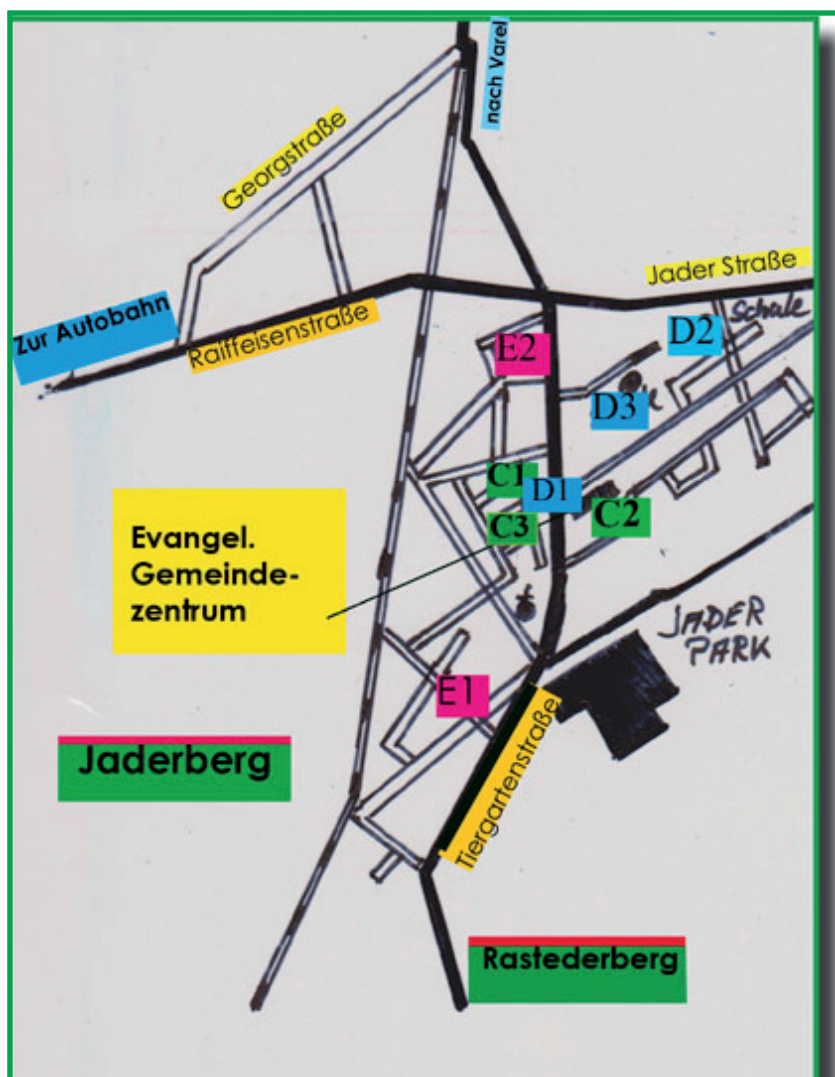 nach Varel
Georgstraße
Jader Straße
Zur Autobahn
Raiffeisenstraße
Schule
D2
E2
D3
C1
D1
C2
C3
Evangel.
Gemeinde-
zentrum
JADER
PARK
E1
Jaderberg
Tiergartenstraße
Rastederberg